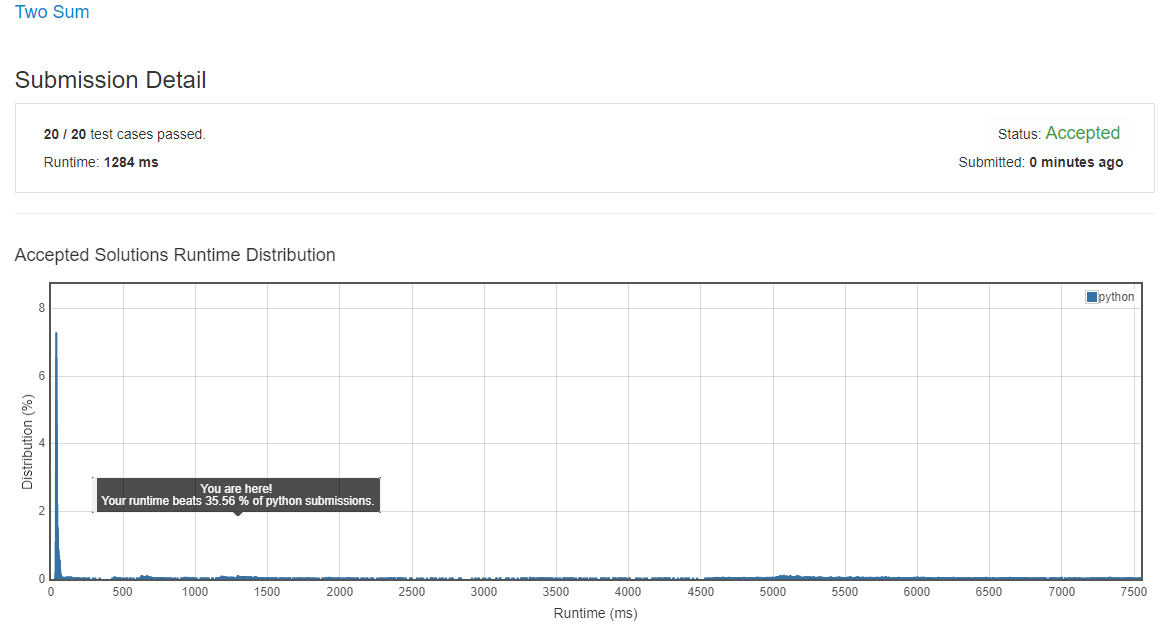 Two Sum
Submission Detail
20 / 20 test cases passed.
Status: Accepted
Runtime: 1284 ms
Submitted: 0 minutes ago
Accepted Solutions Runtime Distribution
python
8
6
4
2
0
Distribution (%)
You are here!
Your runtime beats 35.56 % of python submissions.
0 500 1000 1500 2000 2500 3000 3500 4000 4500 5000 5500 6000 6500 7000 7500
Runtime (ms)